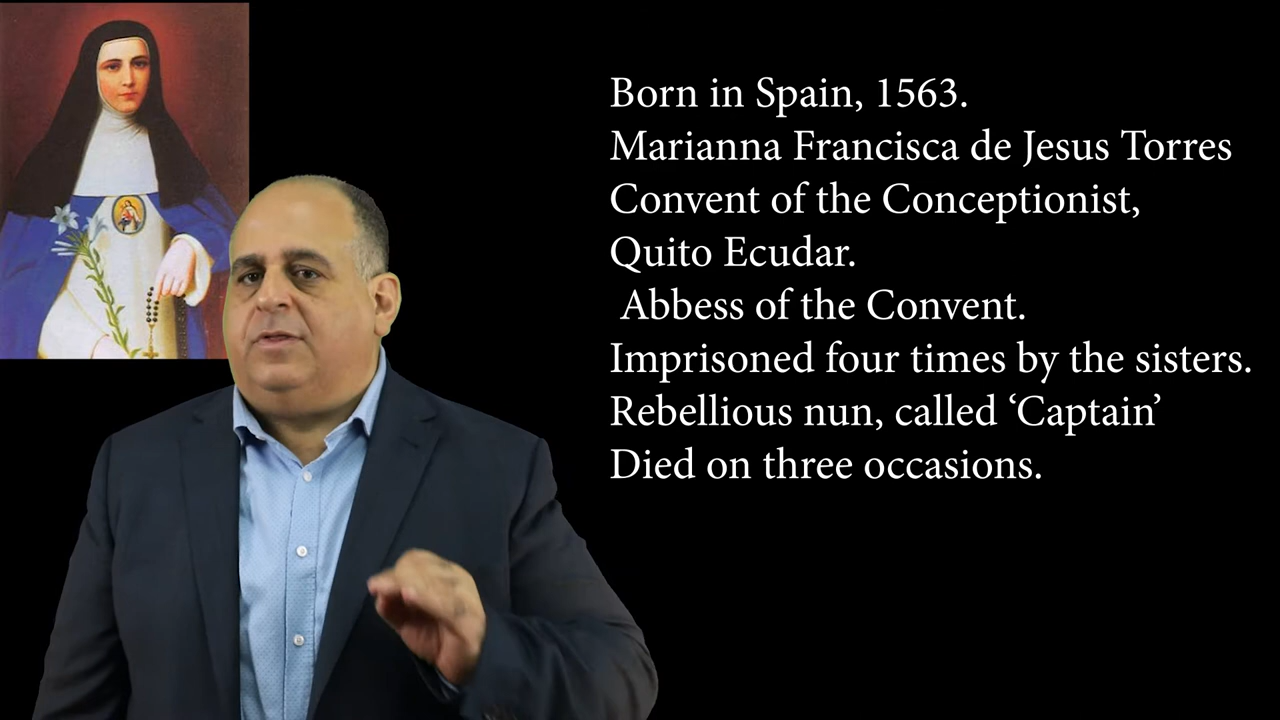 Born in Spain, 1563.
Marianna Francisca de Jesus Torres
Convent of the Conceptionist,
Quito Ecudar.
Abbess of the Convent.
Imprisoned four times by the sisters.
Rebellious nun, called ‘Captain’
Died on three occasions.